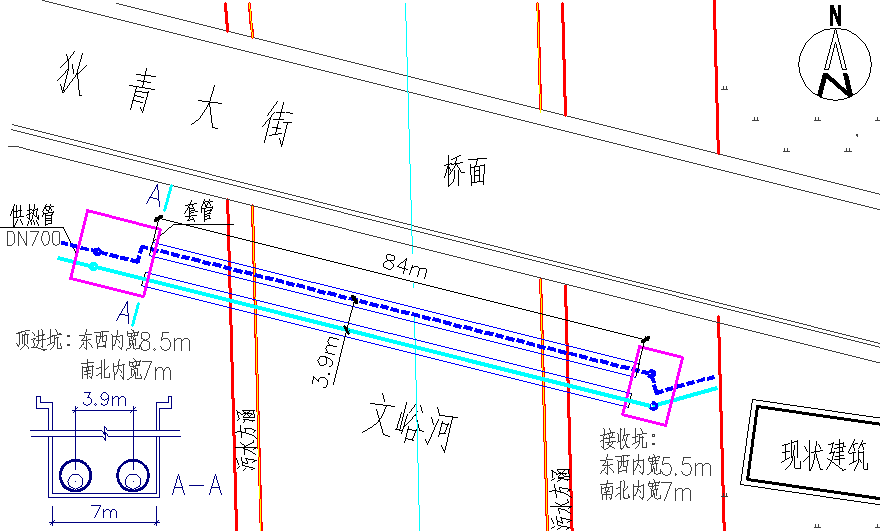 N
狄青大街
桥面
A
套管
供热管
DN700
84m
A
3.9m
顶进坑：东西内宽8.5m
南北内宽7m
3.9m
A-A
7m
污水方涵
文峪河
污水方涵
接收坑：
东西内宽5.5m
南北内宽7m
现状建筑